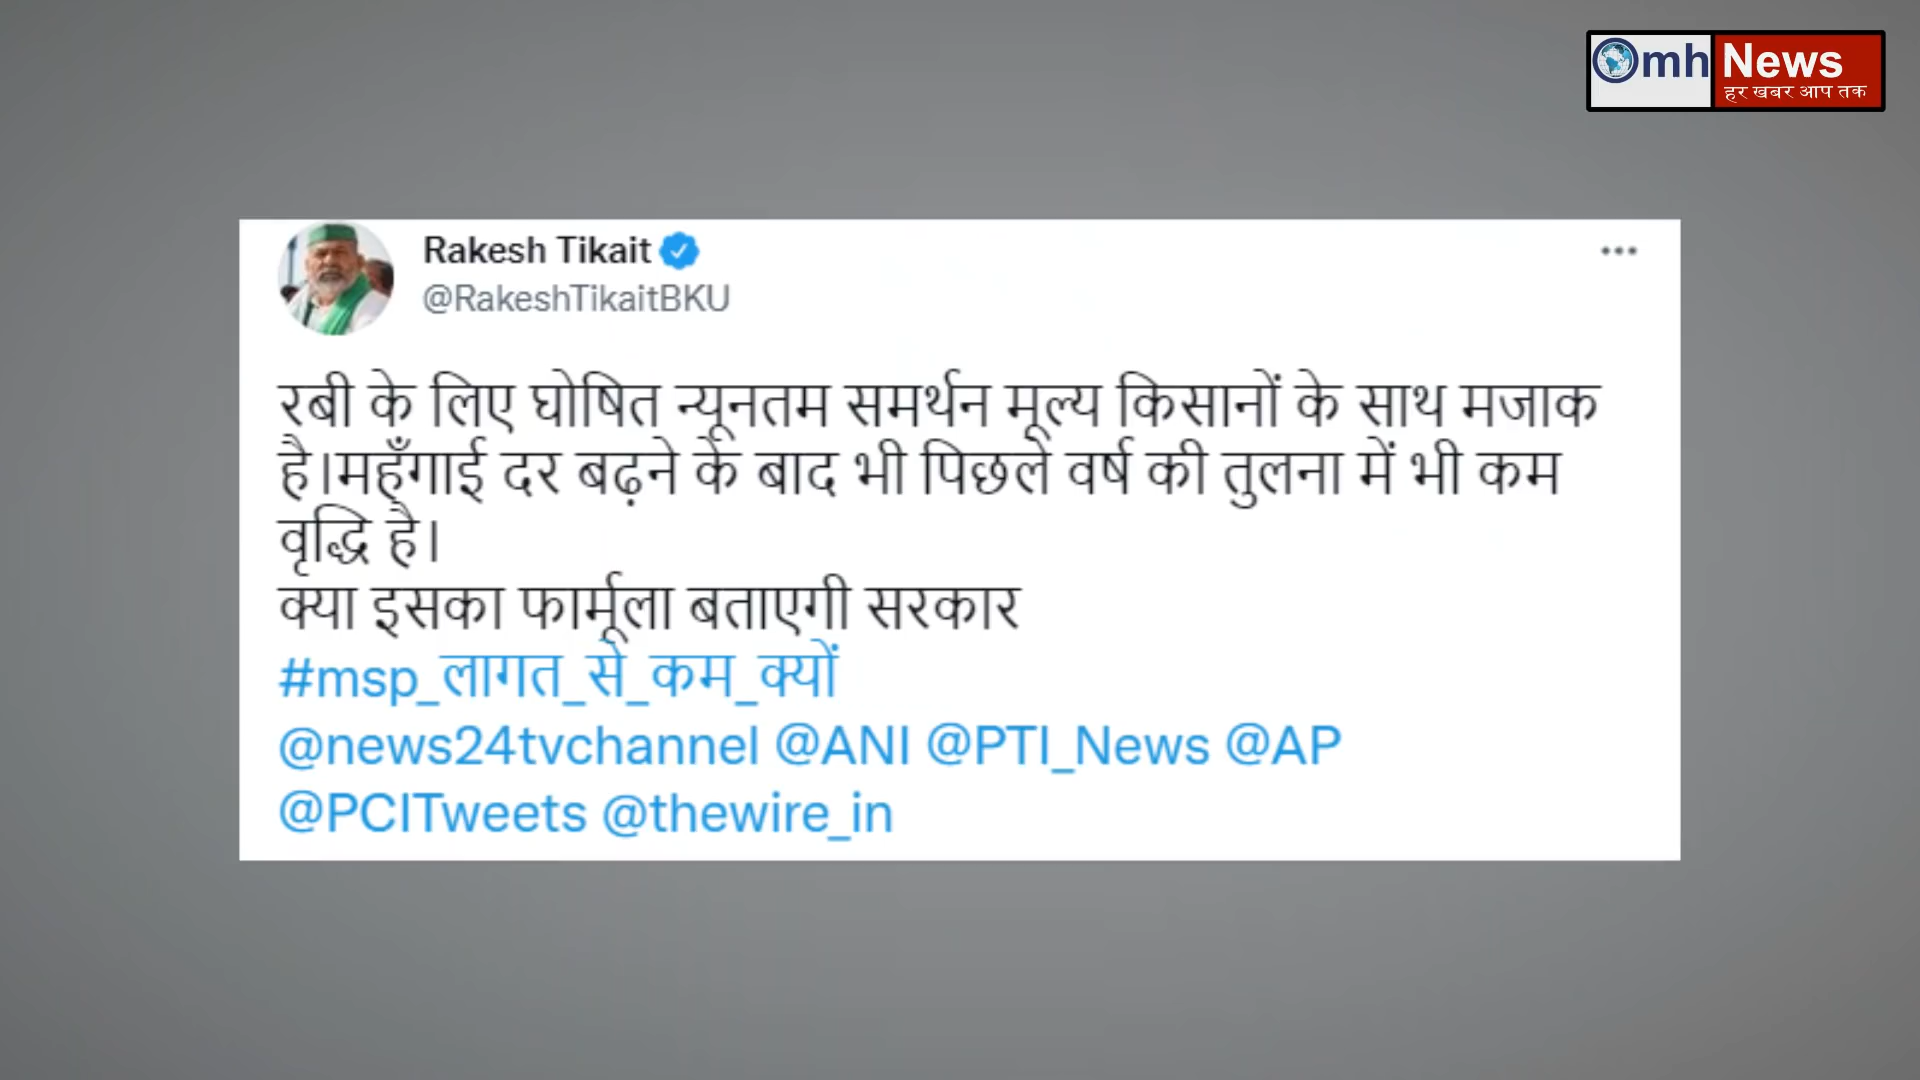 Omh News
हर खबर आप तक
Rakesh Tikait
@RakeshTikaitBKU
रबी के लिए घोषित न्यूनतम समर्थन मूल्य किसानों के साथ मजाक
है।महँगाई दर बढ़ने के बाद भी पिछले वर्ष की तुलना में भी कम
वृद्धि है।
क्या इसका फार्मूला बताएगी सरकार
#msp_लागत_से_कम_क्यों
@news24tvchannel @ANI @PTI_News @AP
@PCITweets @thewire_in